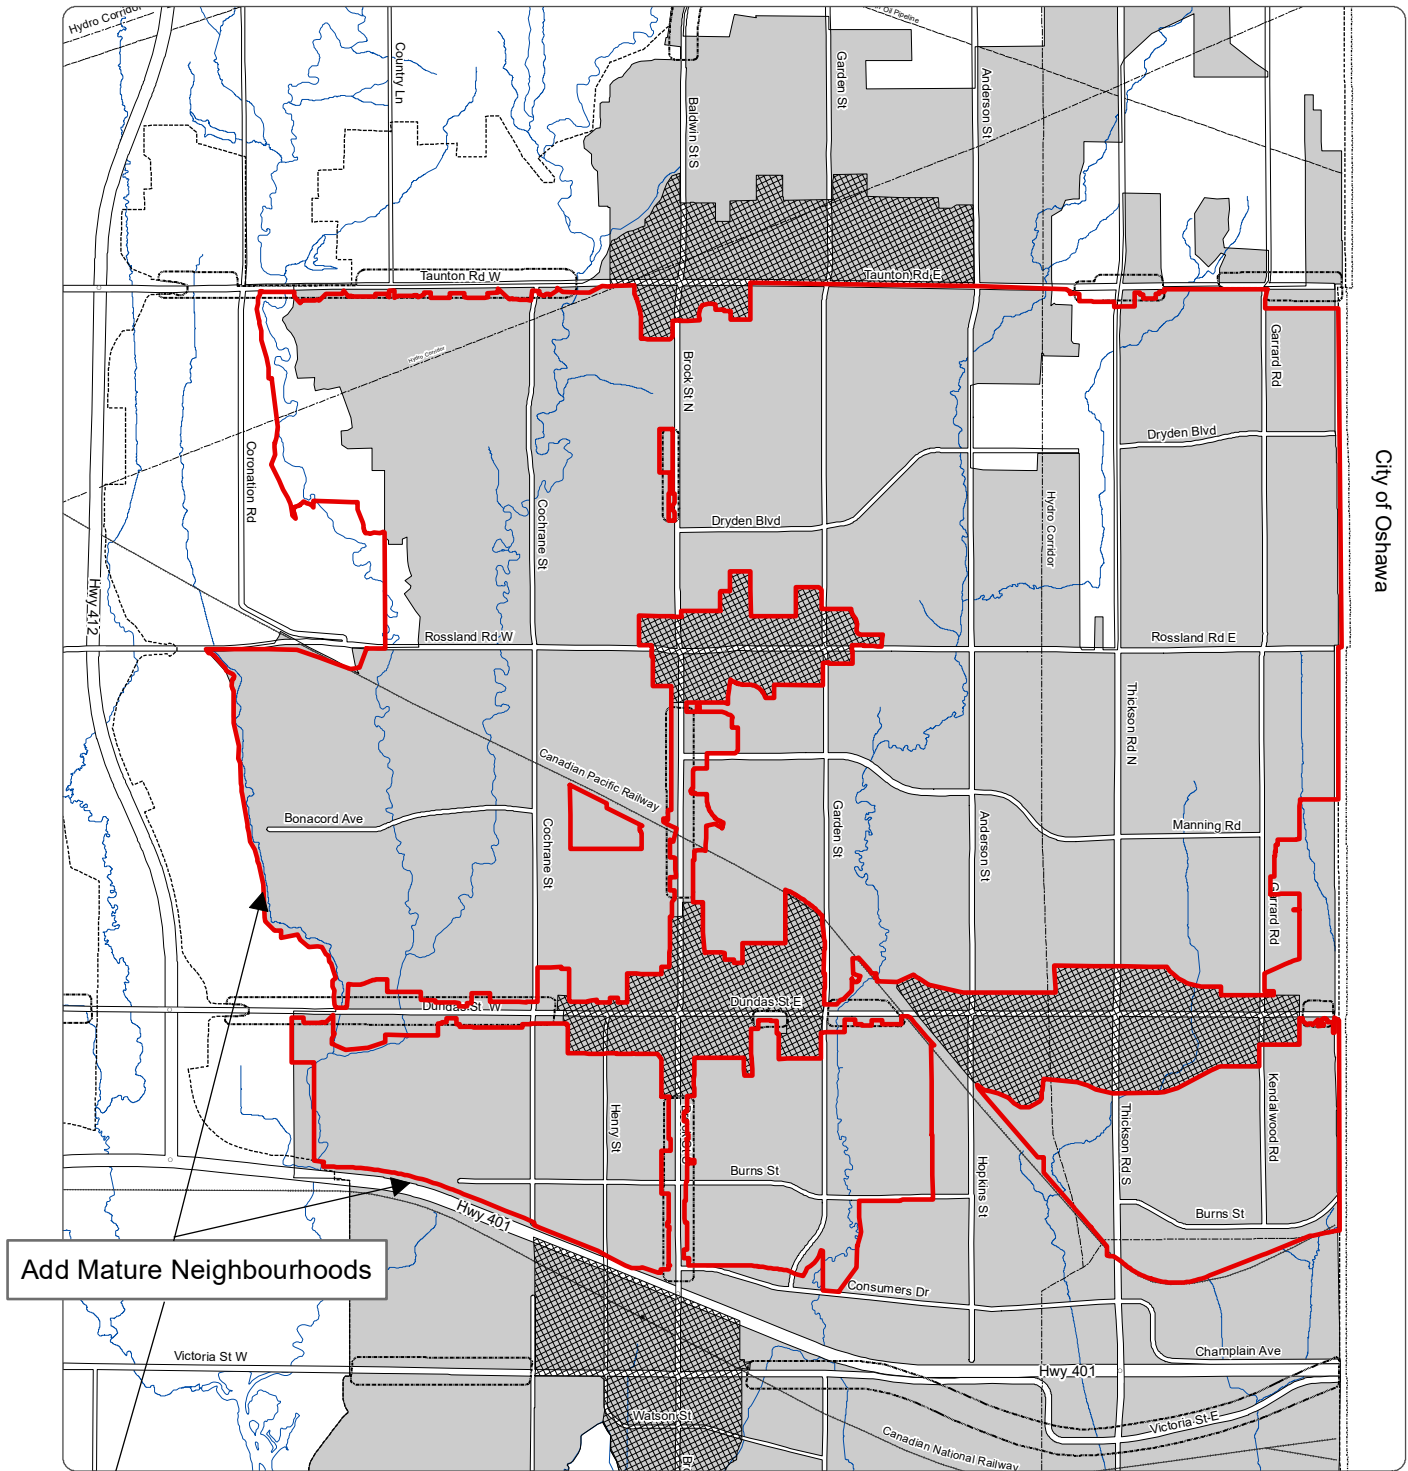 Hydro Corridor
Oil Pipeline
Country Ln
Baldwin St S
Garden St
Anderson St
Taunton Rd W
Taunton Rd E
Hydro Corridor
Brock St N
Garrard Rd
Dryden Blvd
Coronation Rd
City of Oshawa
Cochrane St
Dryden Blvd
Hydro Corridor
Hwy 412
Rossland Rd W
Rossland Rd E
Thickson Rd N
Canadian Pacific Railway
Bonacord Ave
Cochrane St
Garden St
Anderson St
Manning Rd
Garrard Rd
Dundas St W
Dundas St E
Henny St
Thickson Rd S
Kendalwood Rd
Burns St
Hopkins St
Hwy 401
Burns St
Add Mature Neighbourhoods
Consumers Dr
Victoria St W
Champlain Ave
Hwy 401
Watson St
Victoria St E
Canadian National Railway